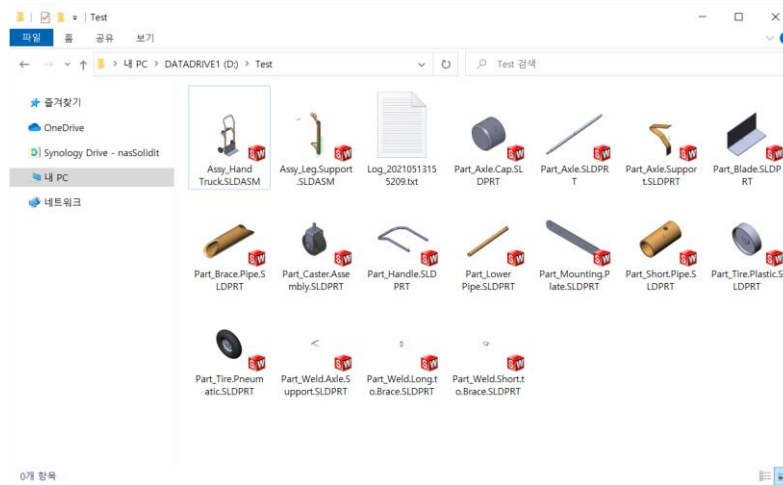 Test
파일 홈 공유 보기
내 PC > DATADRIVE1 (D:) > Test
Test 검색
즐겨찾기
OneDrive
Synology Drive - nasSolidit
내 PC
네트워크
Assy_Hand
Truck.SLDASM
Assy_Leg.Support
.SLDASM
Log_2021051315
5209.txt
Part_Axle.Cap.SL
DPRT
Part_Axle.SLDPR
T
Part_Axle.Suppor
t.SLDPRT
Part_Blade.SLDP
RT
Part_Brace.Pipe.S
LDPRT
Part_Caster.Asse
mbly.SLDPRT
Part_Handle.SLD
PRT
Part_Lower
Pipe.SLDPRT
Part_Mounting.P
late.SLDPRT
Part_Short.Pipe.S
LDPRT
Part_Tire.Plastic.S
LDPRT
Part_Tire.Pneum
atic.SLDPRT
Part_Weld.Axle.S
upport.SLDPRT
Part_Weld.Long.t
o.Brace.SLDPRT
Part_Weld.Short.t
o.Brace.SLDPRT
0개 항목